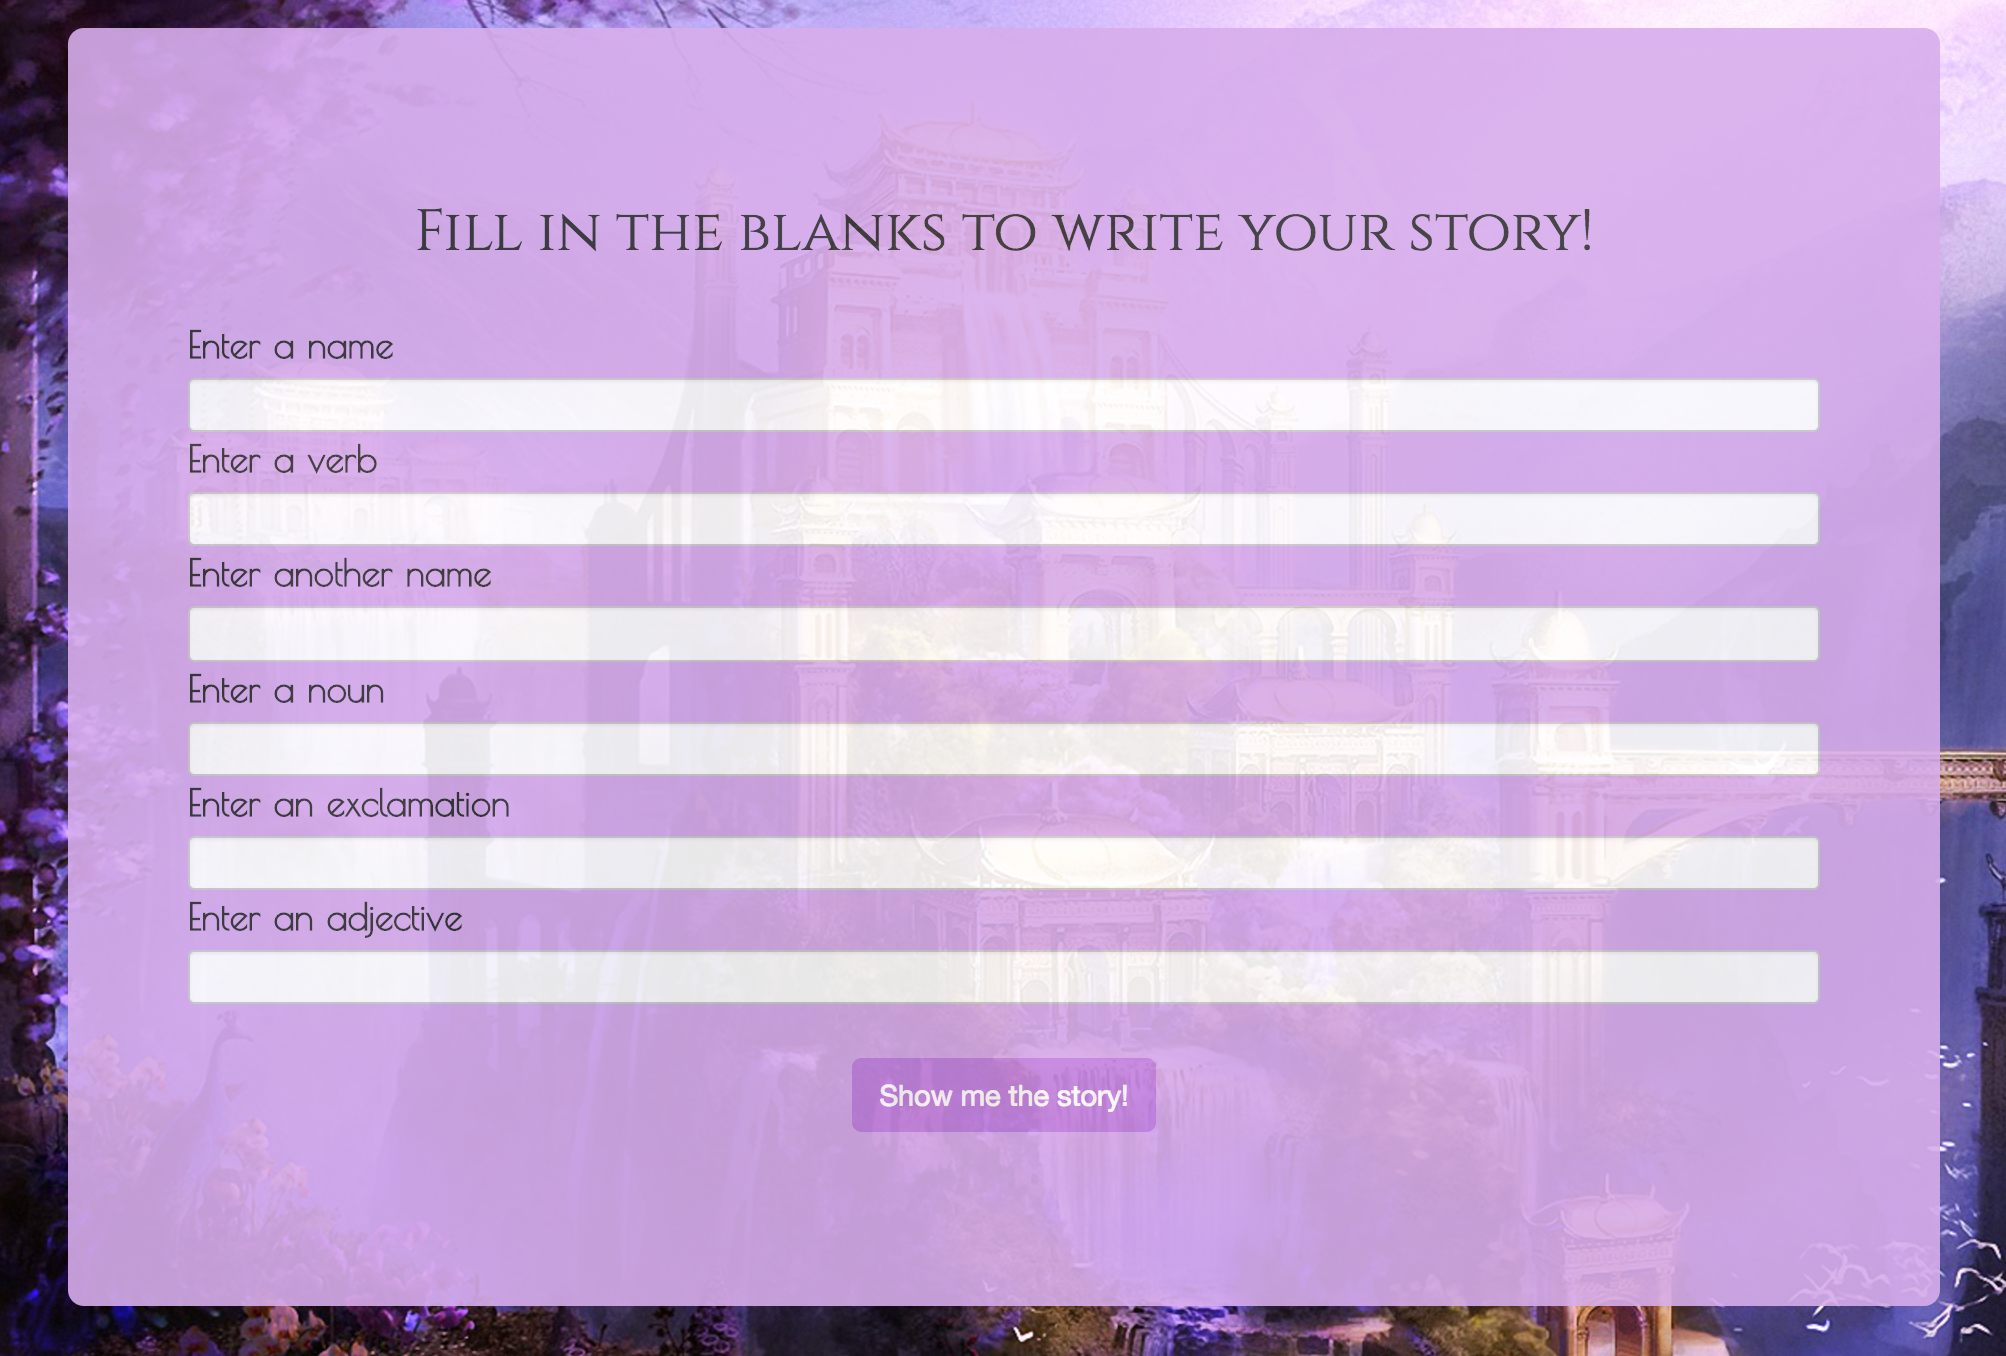 Fill in the blanks to write your story!
Enter a name
Enter a verb
Enter another name
Enter a noun
Enter an exclamation
Enter an adjective
Show me the story!